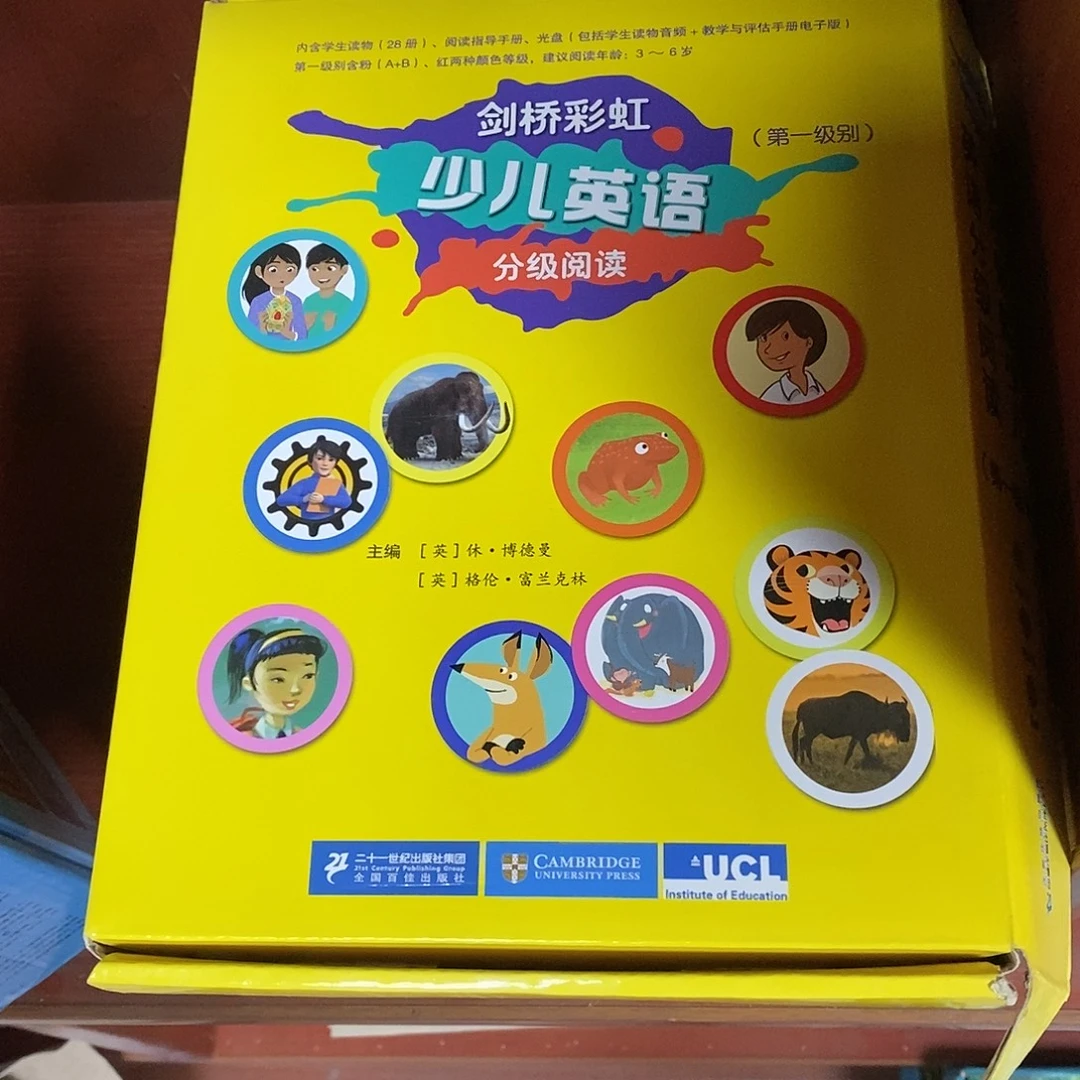 内含学生读物（28 册）、阅读指导手册、光盘（包括学生读物音频 + 教学与评估手册电子版）
第一级别含粉（A+B）、红两种颜色等级，建议阅读年龄：3 ～ 6 岁
剑桥彩虹
（第一级别）
少儿英语
分级阅读
主编 ［英］休·博德曼
［英］格伦·富兰克林
21 二十一世纪出版社集团
21st Century Publishing Group
全国百佳出版社
CAMBRIDGE
UNIVERSITY PRESS
UCL
Institute of Education